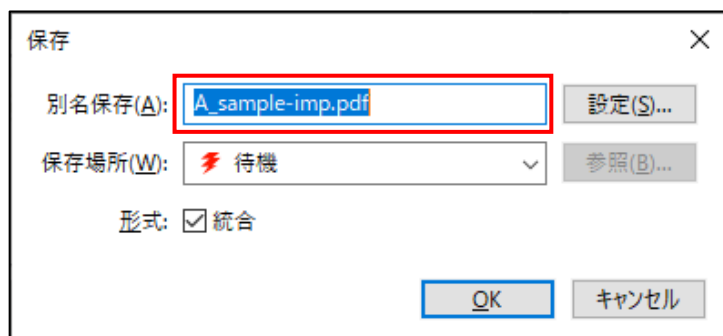 保存
別名保存(A): A_sample-imp.pdf 設定(S)...
保存場所(W): 待機 参照(B)...
形式: 統合
OK キャンセル